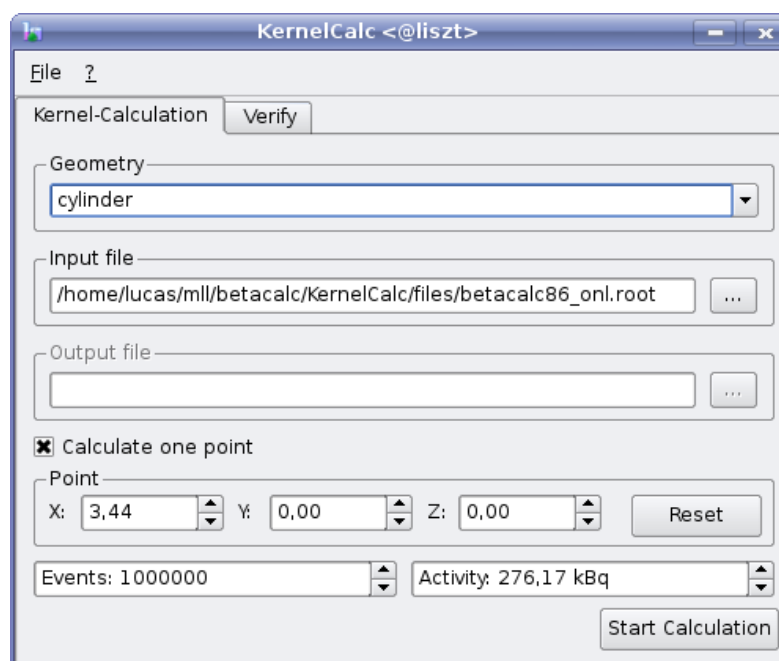 KernelCalc <@liszt>
File ?
Kernel-Calculation Verify
Geometry
cylinder
Input file
/home/lucas/mll/betacalc/KernelCalc/files/betacalc86_onl.root ...
Output file
...
Calculate one point
Point
X: 3,44 Y: 0,00 Z: 0,00 Reset
Events: 1000000 Activity: 276,17 kBq
Start Calculation